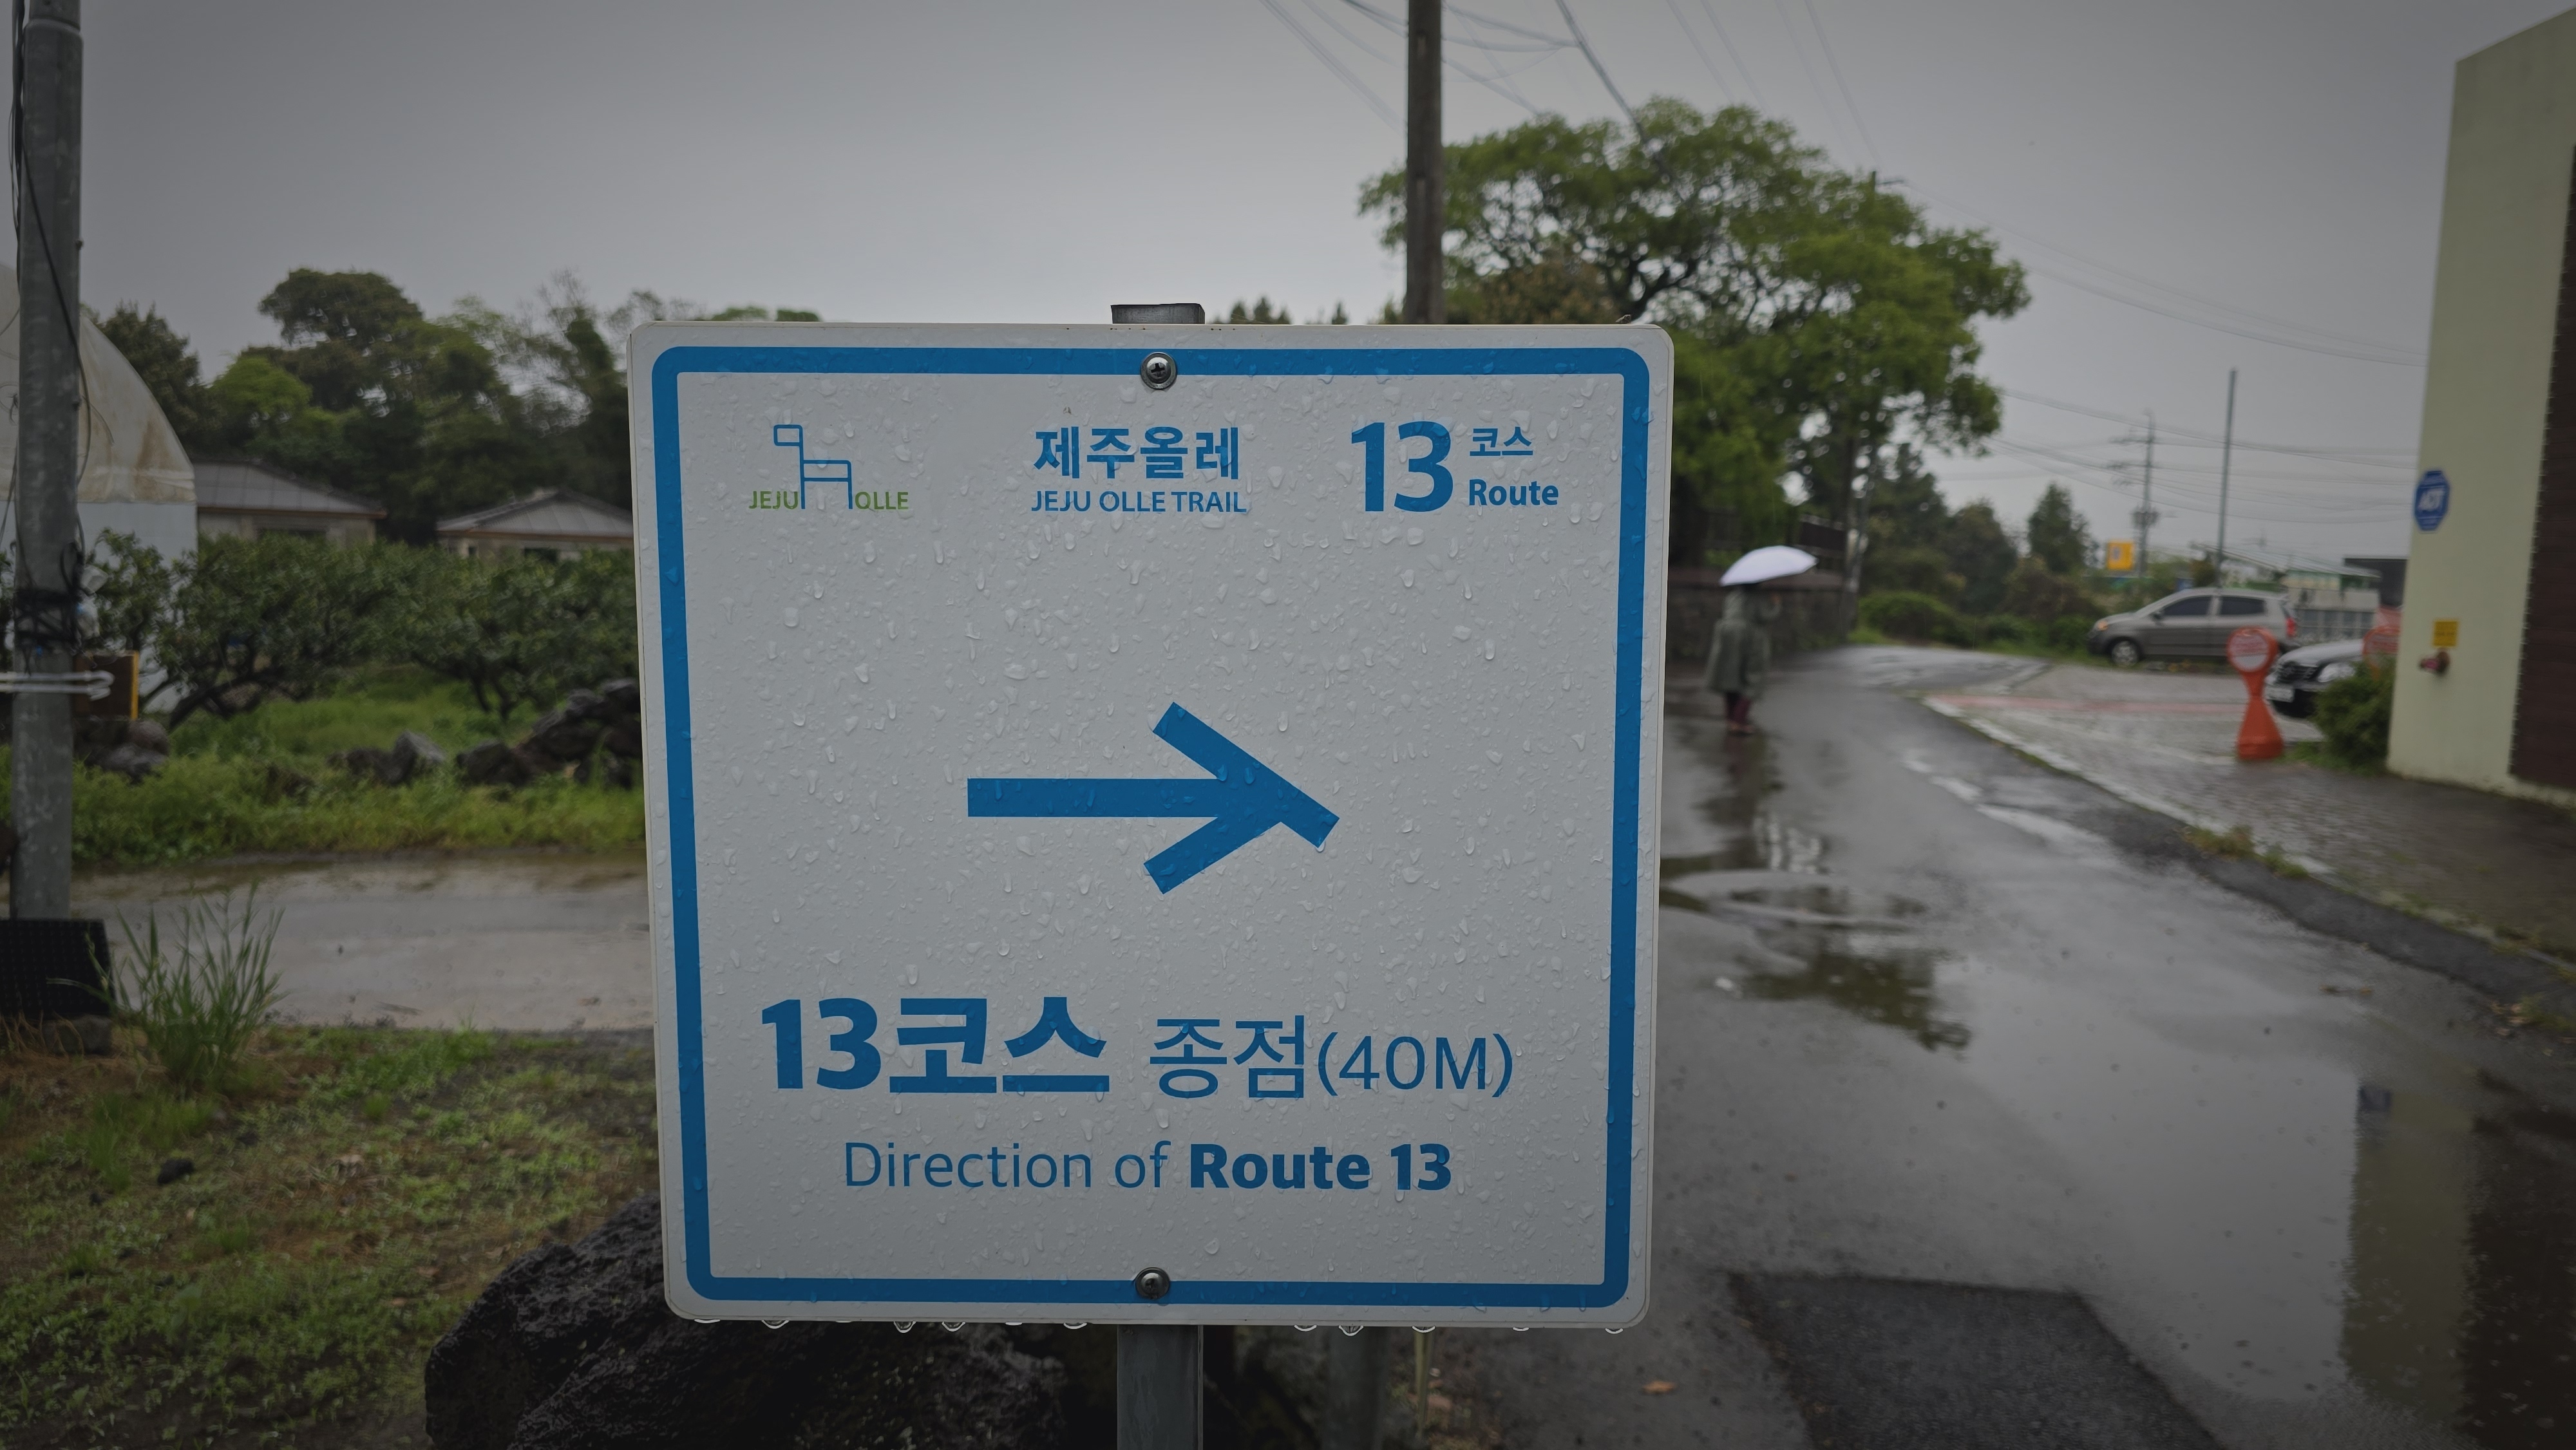 JEJU OLLE
제주올레
JEJU OLLE TRAIL
13 코스
Route
13코스 종점(40M)
Direction of Route 13
ADT